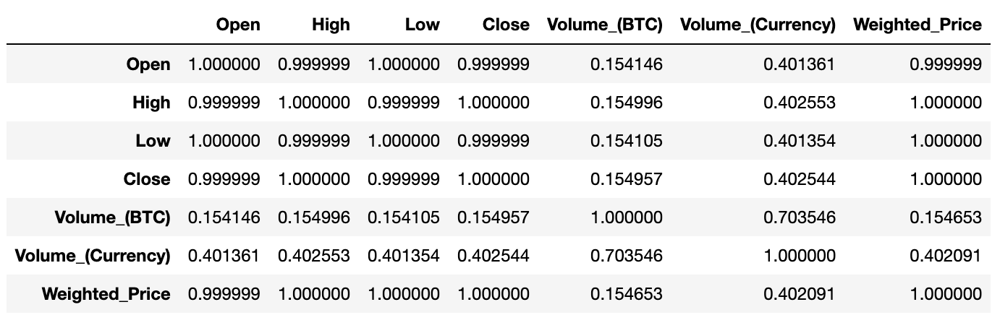 Open High Low Close Volume_(BTC) Volume_(Currency) Weighted_Price
Open 1.000000 0.999999 1.000000 0.999999 0.154146 0.401361 0.999999
High 0.999999 1.000000 0.999999 1.000000 0.154996 0.402553 1.000000
Low 1.000000 0.999999 1.000000 0.999999 0.154105 0.401354 1.000000
Close 0.999999 1.000000 0.999999 1.000000 0.154957 0.402544 1.000000
Volume_(BTC) 0.154146 0.154996 0.154105 0.154957 1.000000 0.703546 0.154653
Volume_(Currency) 0.401361 0.402553 0.401354 0.402544 0.703546 1.000000 0.402091
Weighted_Price 0.999999 1.000000 1.000000 1.000000 0.154653 0.402091 1.000000